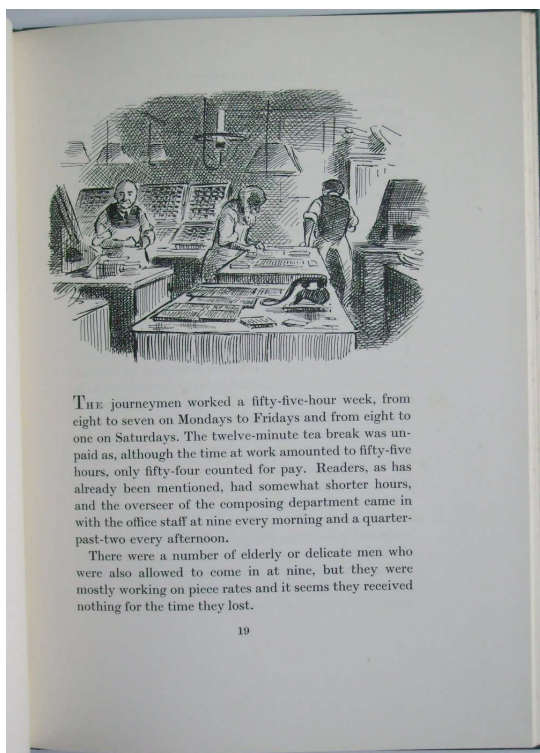 THE journeymen worked a fifty-five-hour week, from
eight to seven on Mondays to Fridays and from eight to
one on Saturdays. The twelve-minute tea break was un-
paid as, although the time at work amounted to fifty-five
hours, only fifty-four counted for pay. Readers, as has
already been mentioned, had somewhat shorter hours,
and the overseer of the composing department came in
with the office staff at nine every morning and a quarter-
past-two every afternoon.
There were a number of elderly or delicate men who
were also allowed to come in at nine, but they were
mostly working on piece rates and it seems they received
nothing for the time they lost.
19